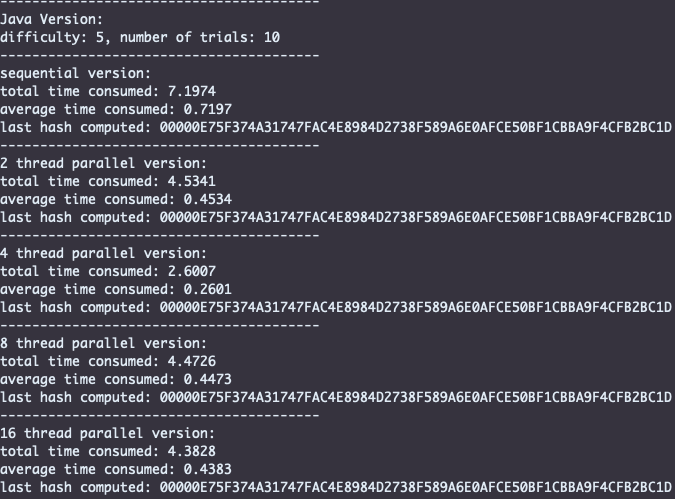 ----------------------------------------
Java Version:
difficulty: 5, number of trials: 10
----------------------------------------
sequential version:
total time consumed: 7.1974
average time consumed: 0.7197
last hash computed: 00000E75F374A31747FAC4E8984D2738F589A6E0AFCE50BF1CBBA9F4CFB2BC1D
----------------------------------------
2 thread parallel version:
total time consumed: 4.5341
average time consumed: 0.4534
last hash computed: 00000E75F374A31747FAC4E8984D2738F589A6E0AFCE50BF1CBBA9F4CFB2BC1D
----------------------------------------
4 thread parallel version:
total time consumed: 2.6007
average time consumed: 0.2601
last hash computed: 00000E75F374A31747FAC4E8984D2738F589A6E0AFCE50BF1CBBA9F4CFB2BC1D
----------------------------------------
8 thread parallel version:
total time consumed: 4.4726
average time consumed: 0.4473
last hash computed: 00000E75F374A31747FAC4E8984D2738F589A6E0AFCE50BF1CBBA9F4CFB2BC1D
----------------------------------------
16 thread parallel version:
total time consumed: 4.3828
average time consumed: 0.4383
last hash computed: 00000E75F374A31747FAC4E8984D2738F589A6E0AFCE50BF1CBBA9F4CFB2BC1D